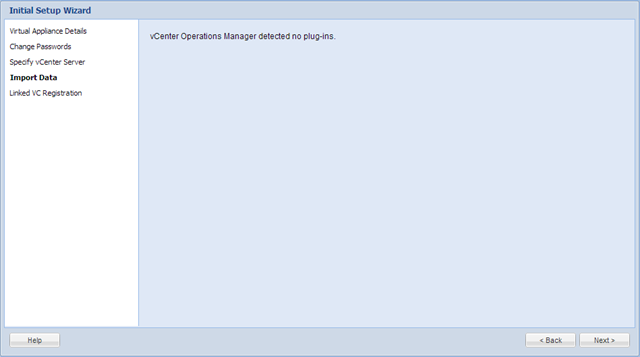 Initial Setup Wizard
Virtual Appliance Details
Change Passwords
Specify vCenter Server
Import Data
Linked VC Registration
vCenter Operations Manager detected no plug-ins.
Help
< Back
Next >